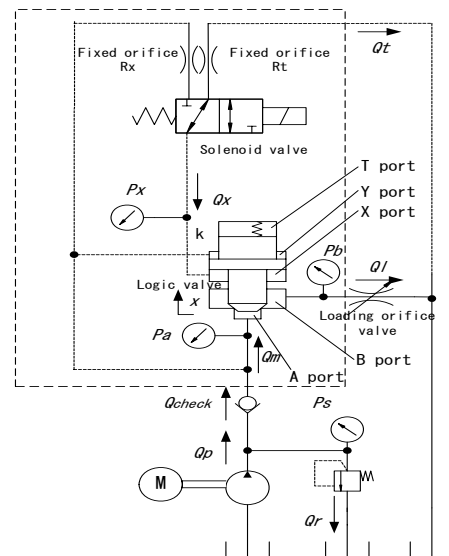 Fixed orifice
Rx
Fixed orifice
Rt
Qt
Solenoid valve
T port
Y port
X port
Px
Qx
k
Pb
Ql
Logic valve
x
Loading orifice
valve
Pa
Qm
B port
A port
Qcheck
Ps
Qp
M
Qr